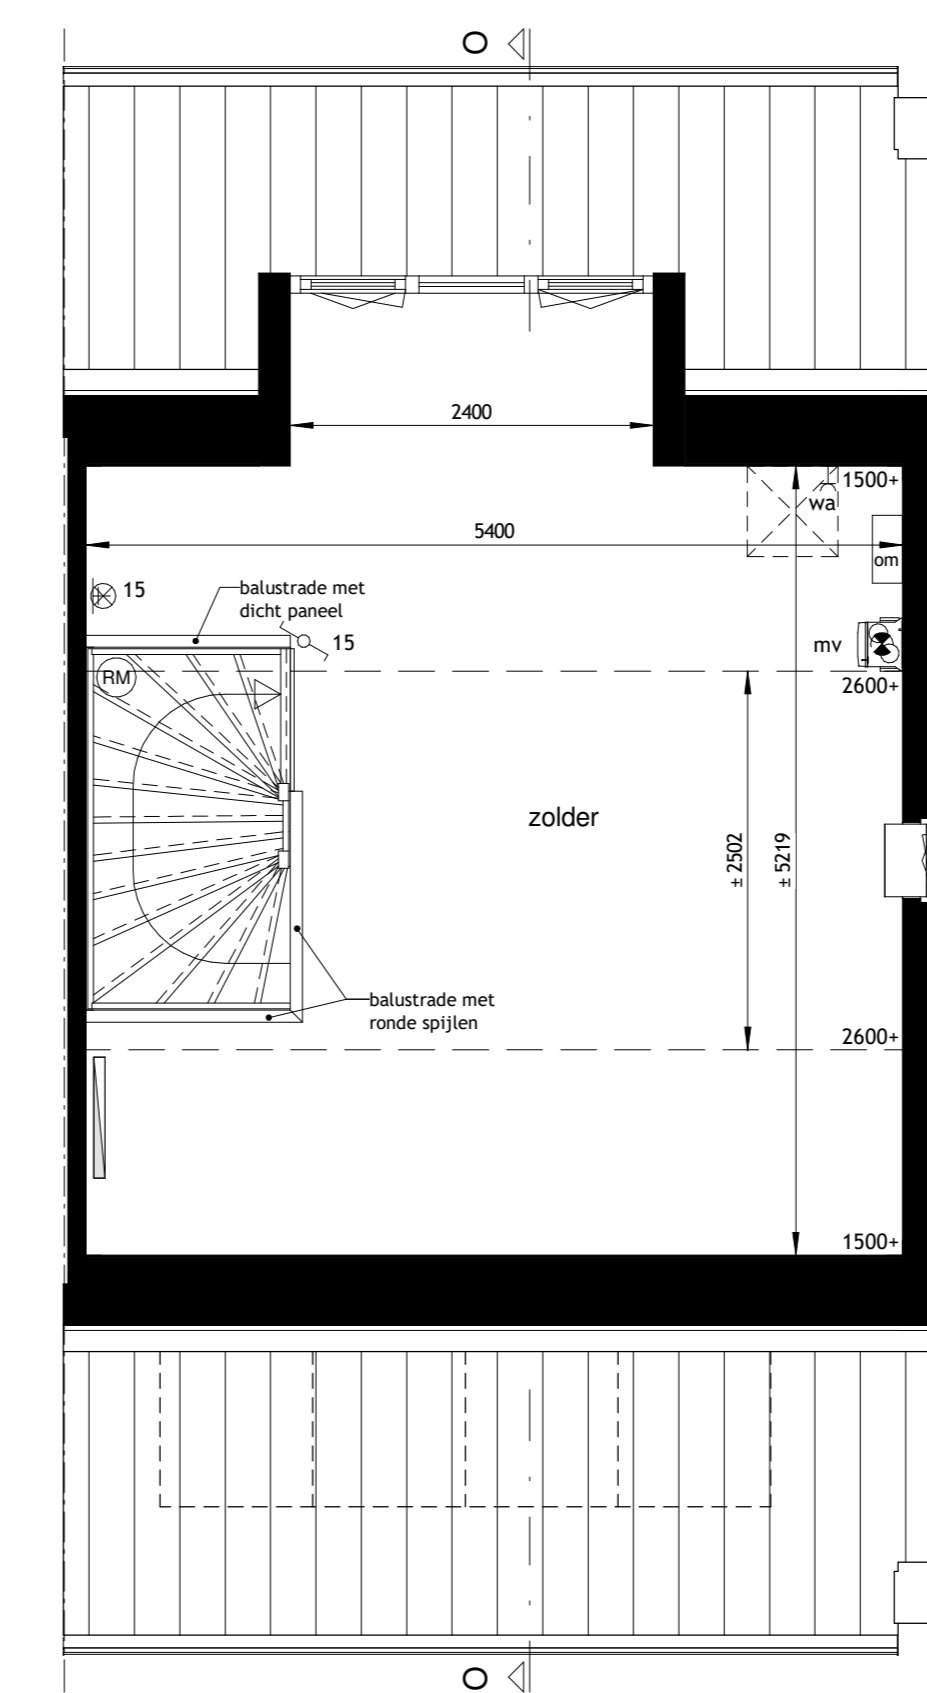 O
2400
1500+
wa
5400
om
15
balustrade met
dicht paneel
15
mv
RM
2600+
zolder
± 2502
± 5219
balustrade met
ronde spijlen
2600+
1500+
O